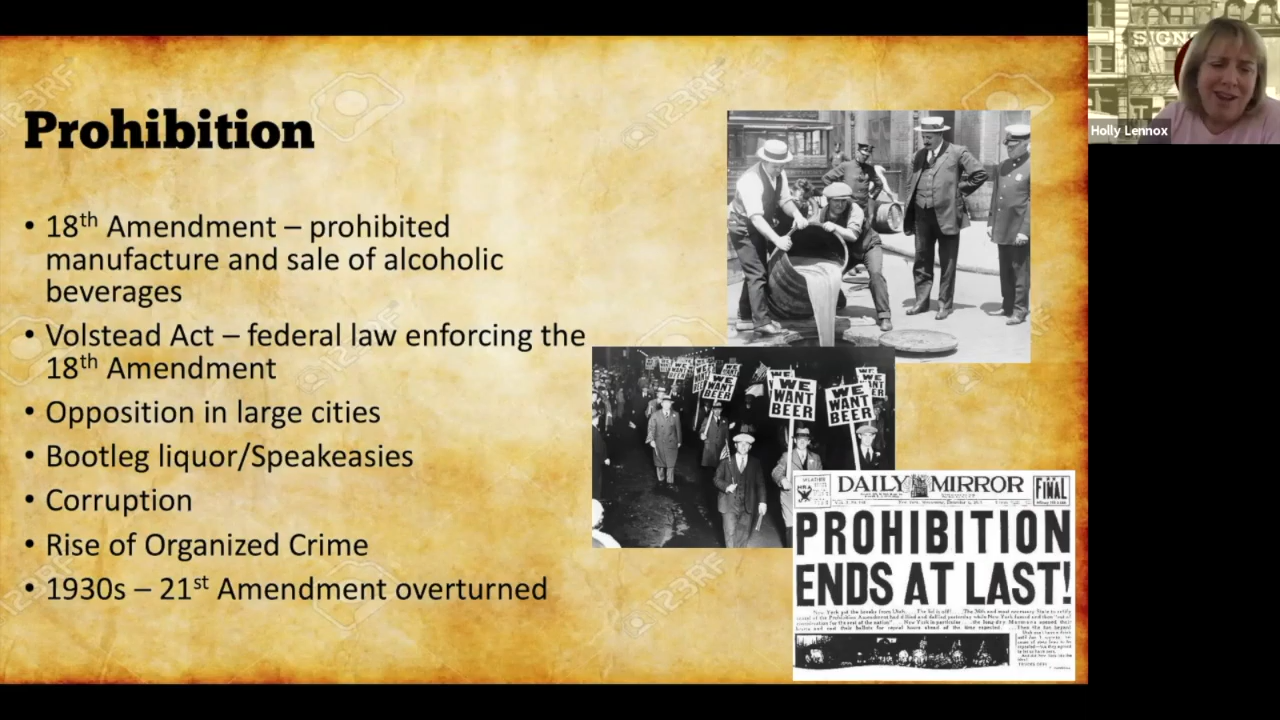 SIGNS
Holly Lennox
Prohibition
• 18th Amendment – prohibited
manufacture and sale of alcoholic
beverages
• Volstead Act – federal law enforcing the
18th Amendment
• Opposition in large cities
• Bootleg liquor/Speakeasies
• Corruption
• Rise of Organized Crime
• 1930s – 21st Amendment overturned
WE
WANT
BEER
WE
WANT
BEER
WE
WANT
BEER
DAILY MIRROR
FINAL
PROHIBITION
ENDS AT LAST!
123RF